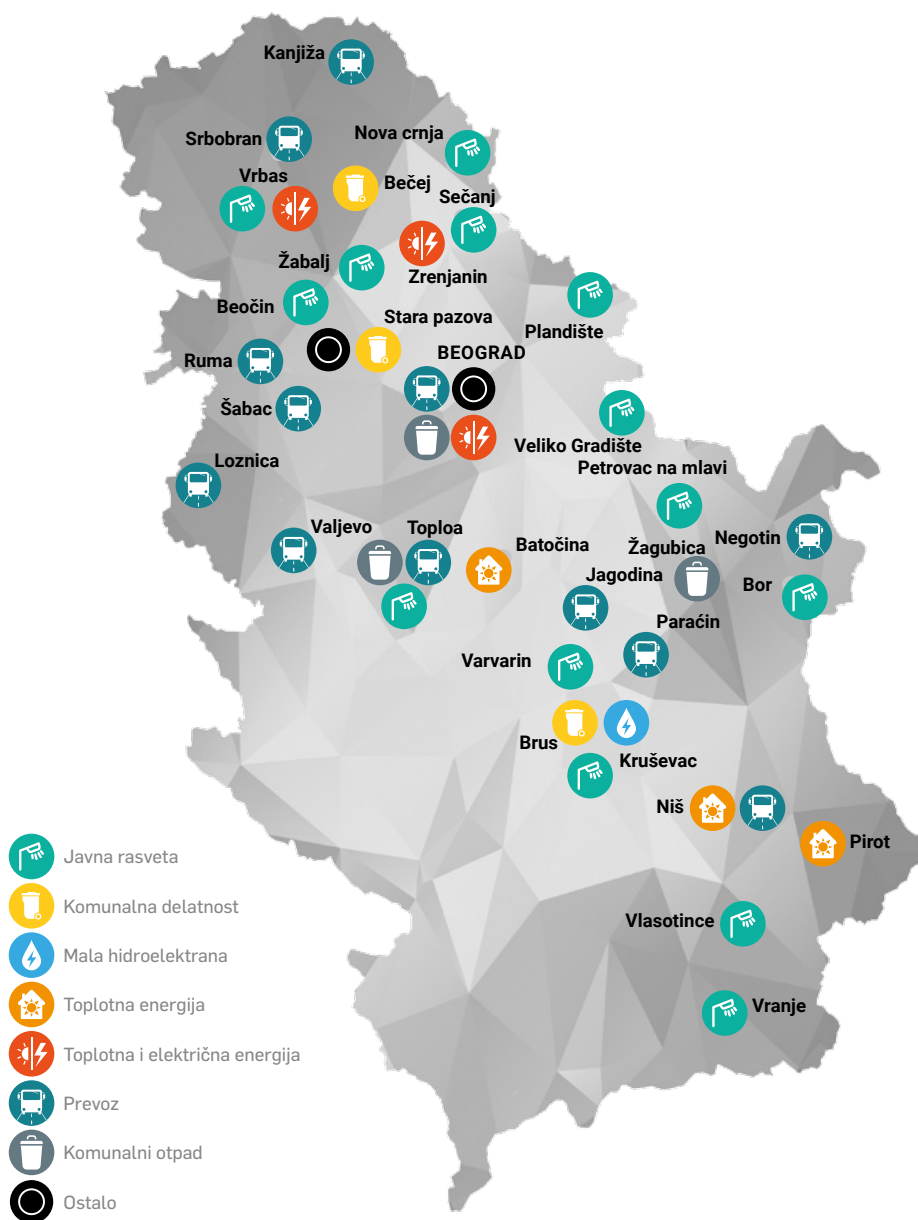 Kanjiža
Srbobran
Nova crnja
Vrbas
Bečej
Sečanj
Žabalj
Zrenjanin
Beočin
Stara pazova
Plandište
Ruma
BEOGRAD
Šabac
Veliko Gradište
Loznica
Petrovac na mlavi
Valjevo
Toploa
Batočina
Žagubica
Negotin
Jagodina
Bor
Paraćin
Varvarin
Brus
Kruševac
Niš
Pirot
Vlasotince
Vranje
Javna rasveta
Komunalna delatnost
Mala hidroelektrana
Toplotna energija
Toplotna i električna energija
Prevoz
Komunalni otpad
Ostalo